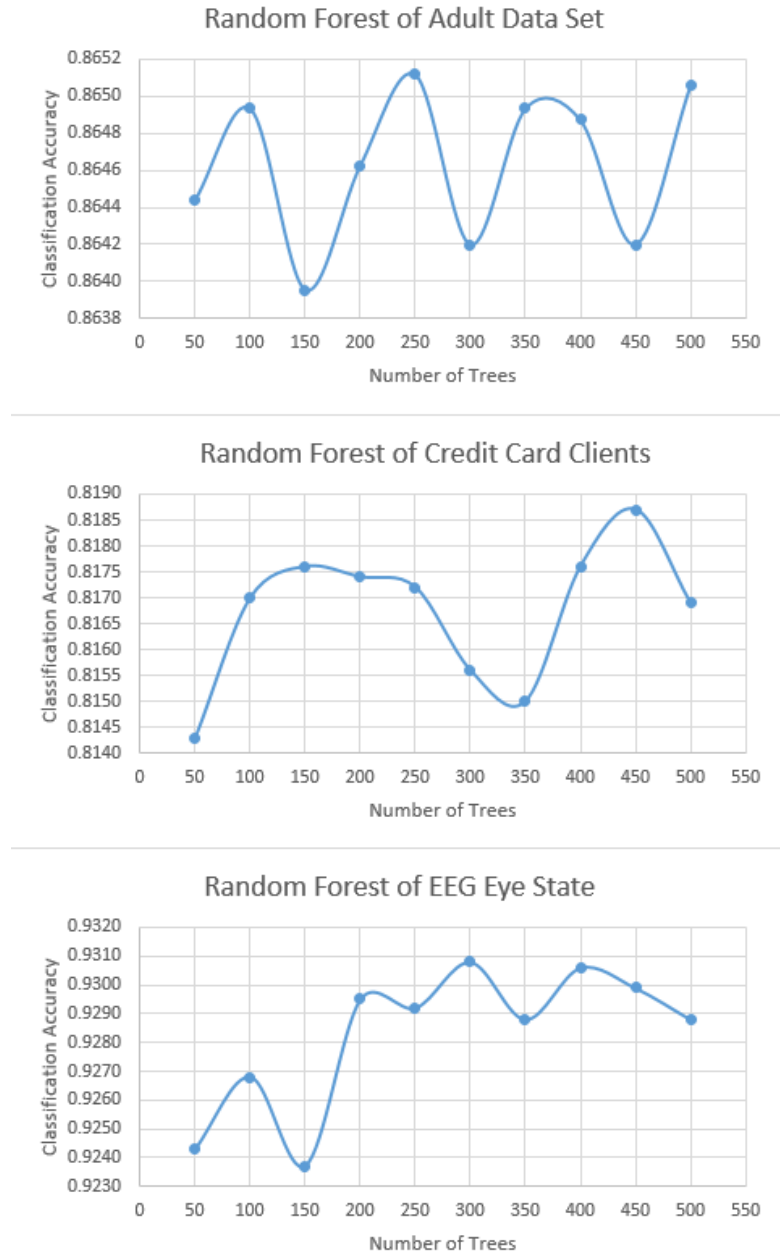 Random Forest of Adult Data Set
Classification Accuracy
0.8652
0.8650
0.8648
0.8646
0.8644
0.8642
0.8640
0.8638
0 50 100 150 200 250 300 350 400 450 500 550
Number of Trees
Random Forest of Credit Card Clients
Classification Accuracy
0.8190
0.8185
0.8180
0.8175
0.8170
0.8165
0.8160
0.8155
0.8150
0.8145
0.8140
0 50 100 150 200 250 300 350 400 450 500 550
Number of Trees
Random Forest of EEG Eye State
Classification Accuracy
0.9320
0.9310
0.9300
0.9290
0.9280
0.9270
0.9260
0.9250
0.9240
0.9230
0 50 100 150 200 250 300 350 400 450 500 550
Number of Trees